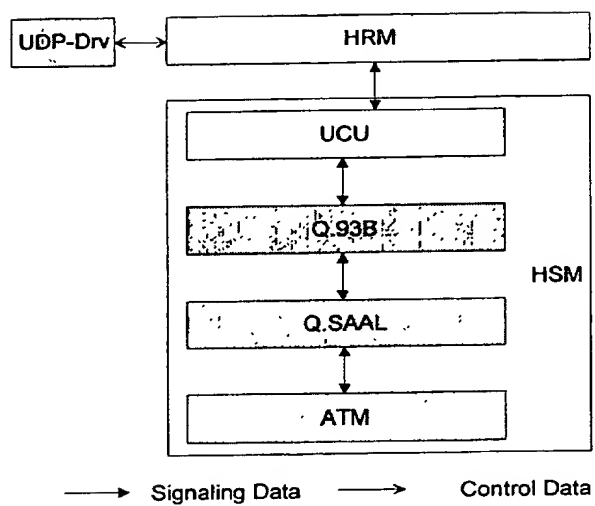 UDP-Drv
HRM
UCU
Q.93B
HSM
Q.SAAL
ATM
Signaling Data
Control Data